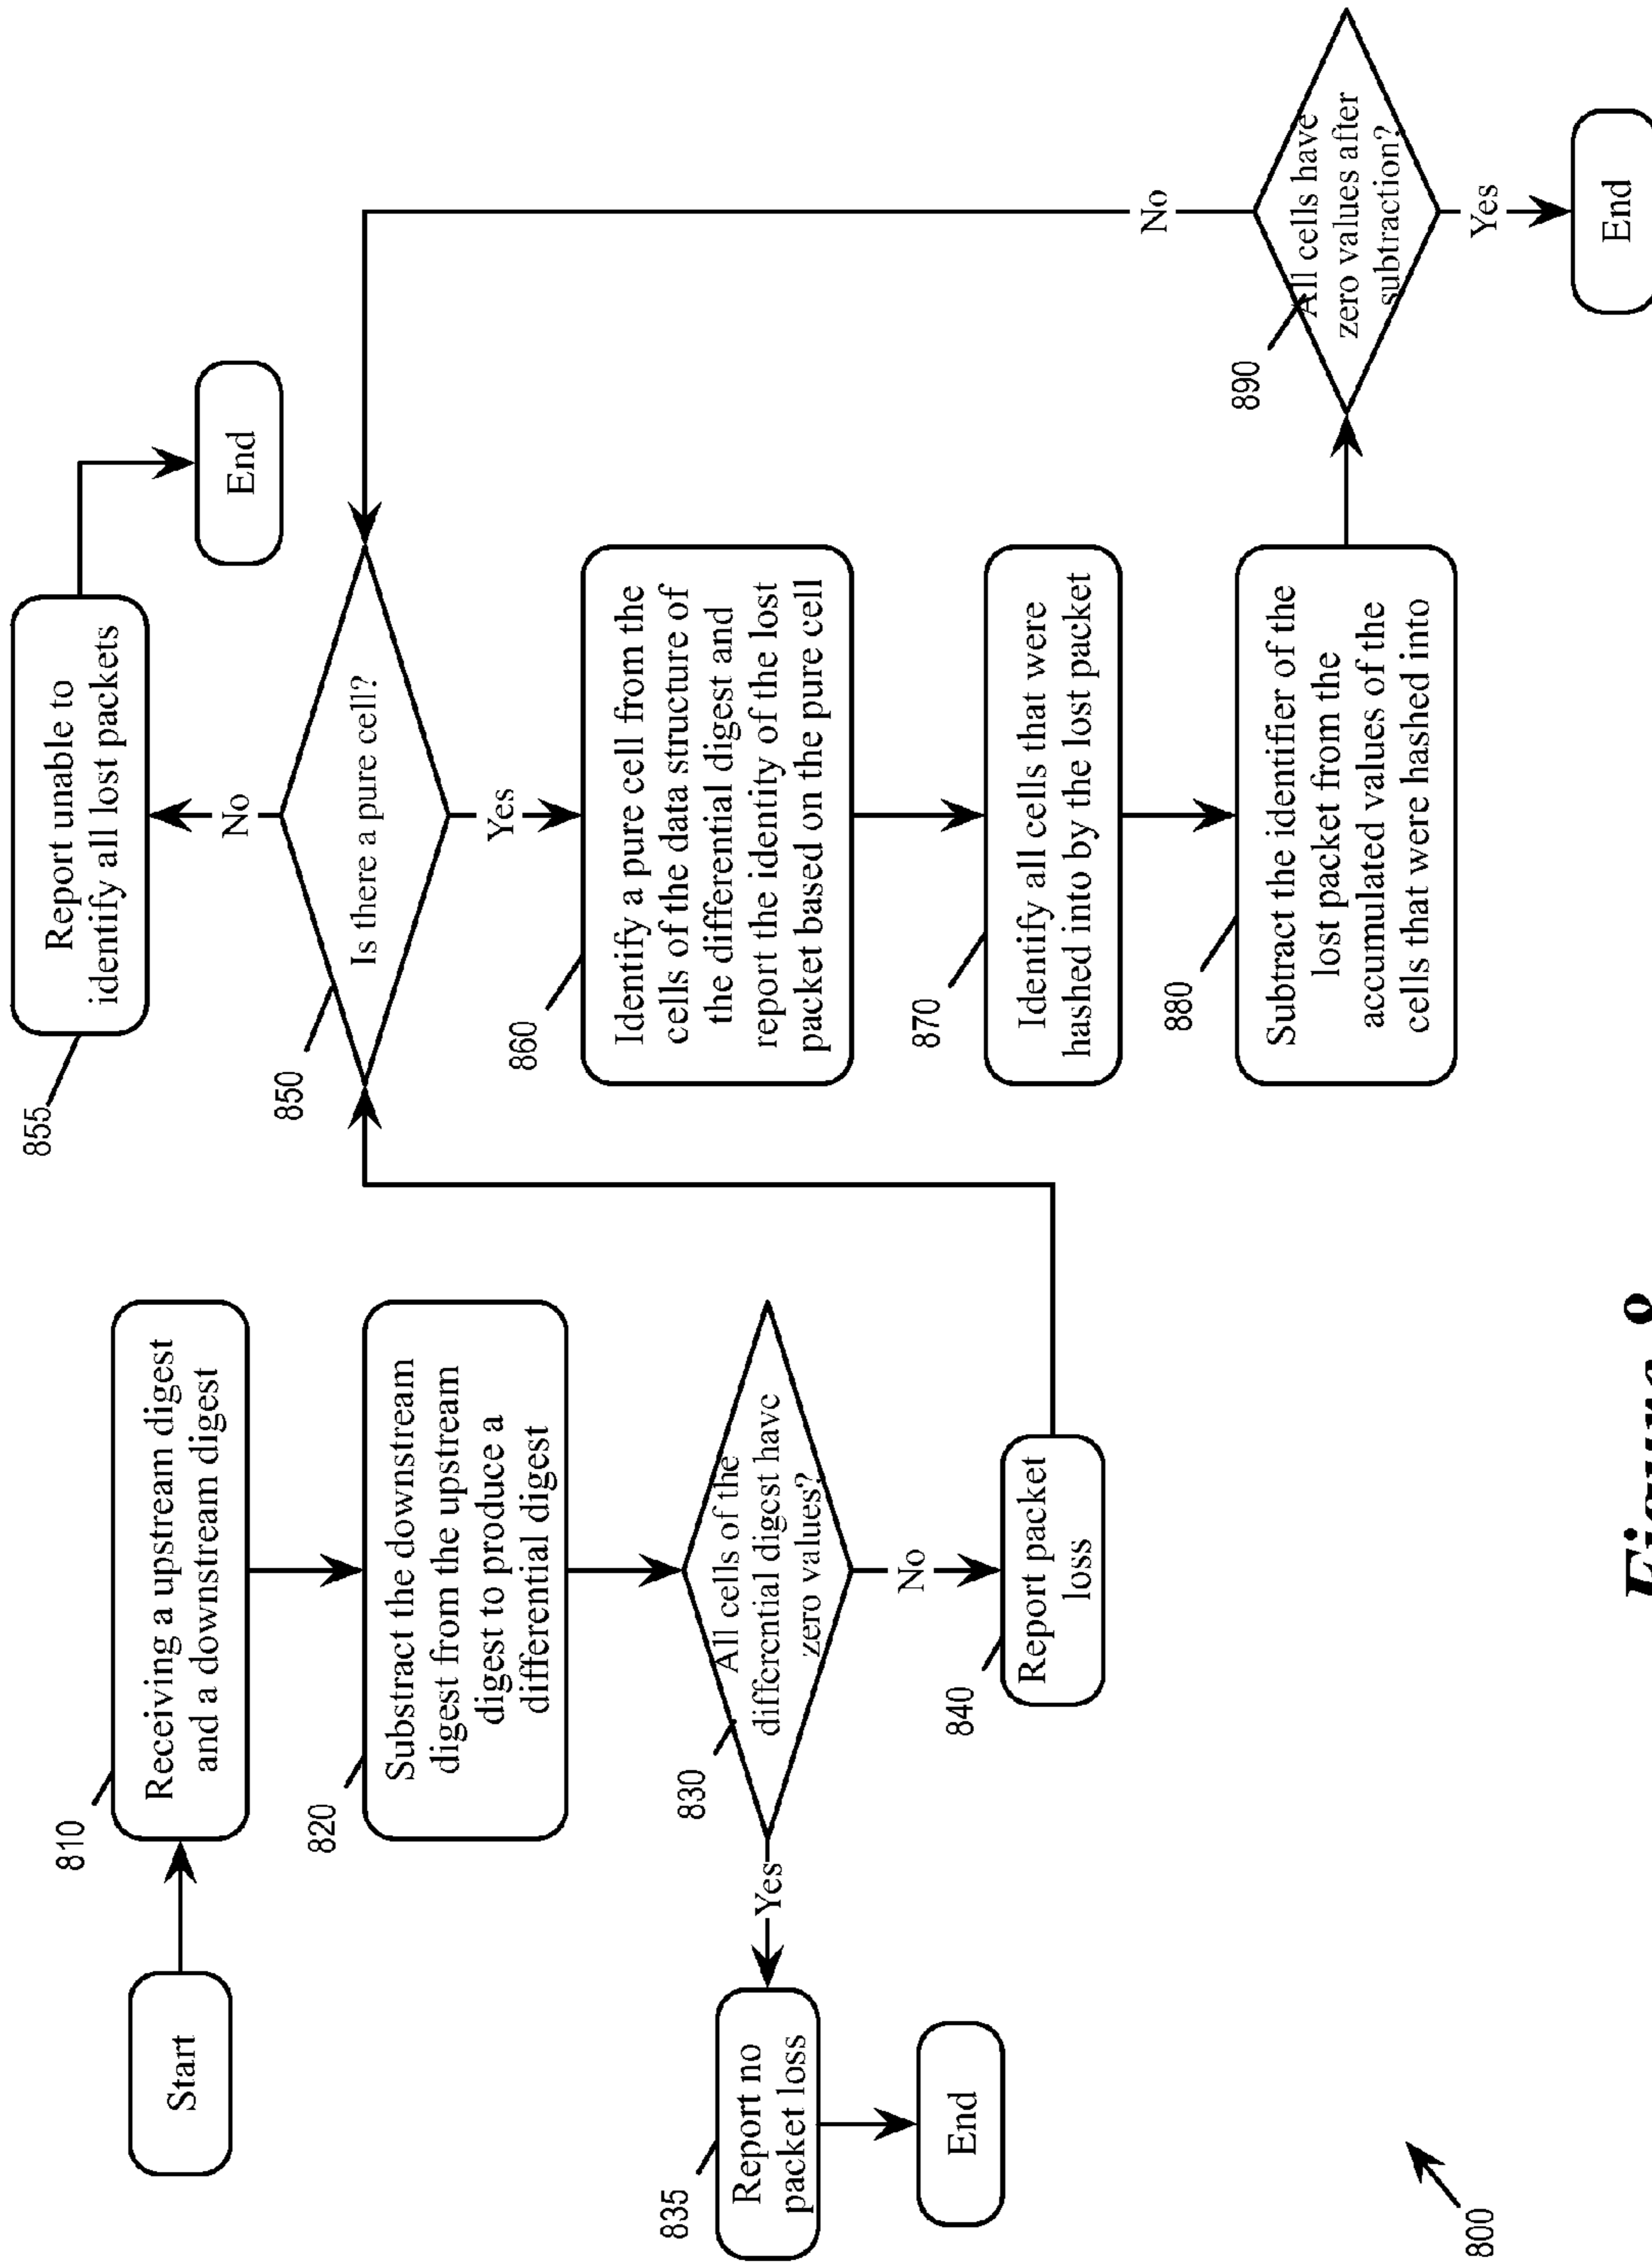 Start
810
Receiving a upstream digest
and a downstream digest
820
Substract the downstream
digest from the upstream
digest to produce a
differential digest
830
All cells of the
differential digest have
zero values?
Yes
835
Report no
packet loss
End
No
840
Report packet
loss
850
Is there a pure cell?
No
855
Report unable to
identify all lost packets
End
Yes
860
Identify a pure cell from the
cells of the data structure of
the differential digest and
report the identity of the lost
packet based on the pure cell
870
Identify all cells that were
hashed into by the lost packet
880
Subtract the identifier of the
lost packet from the
accumulated values of the
cells that were hashed into
890
All cells have
zero values after
subtraction?
No
Yes
End
800
Figure 8